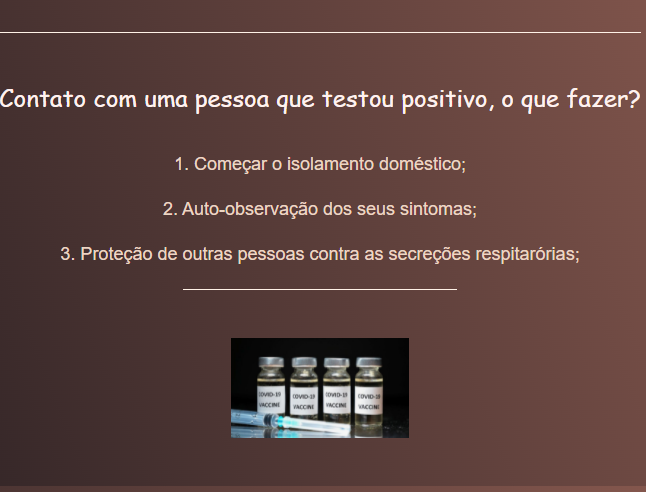 Contato com uma pessoa que testou positivo, o que fazer?
1. Começar o isolamento doméstico;
2. Auto-observação dos seus sintomas;
3. Proteção de outras pessoas contra as secreções respitarórias;
COVID-19 COVID-19 COVID-19 COVID-19
VACCINE VACCINE VACCINE VACCINE